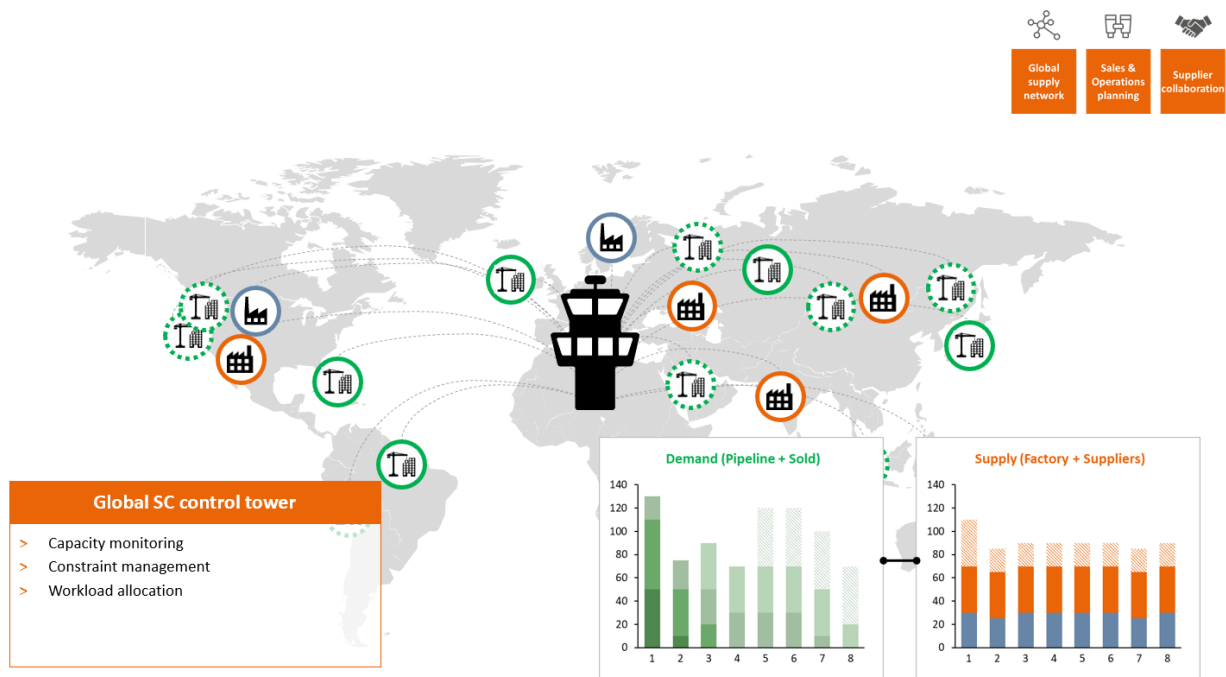 Global
supply
network
Sales &
Operations
planning
Supplier
collaboration
Global SC control tower
> Capacity monitoring
> Constraint management
> Workload allocation
Demand (Pipeline + Sold)
140
120
100
80
60
40
20
0
1 2 3 4 5 6 7 8
Supply (Factory + Suppliers)
140
120
100
80
60
40
20
0
1 2 3 4 5 6 7 8